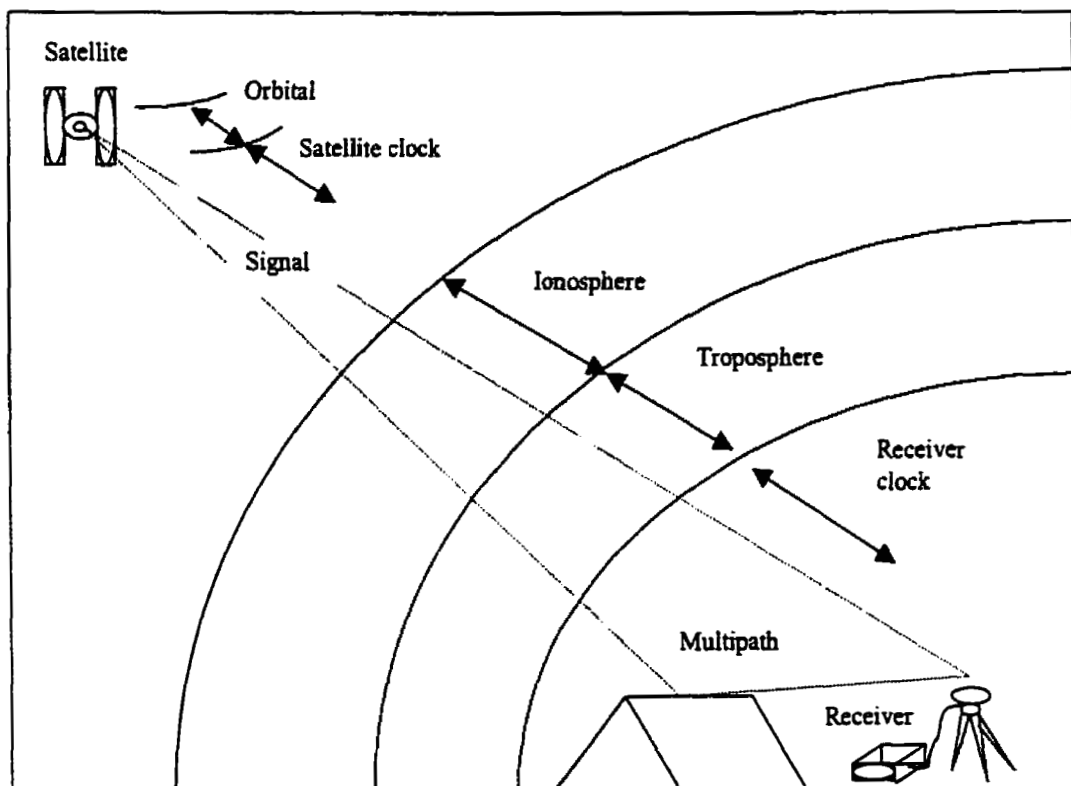 Satellite
Orbital
Satellite clock
Signal
Ionosphere
Troposphere
Receiver
clock
Multipath
Receiver